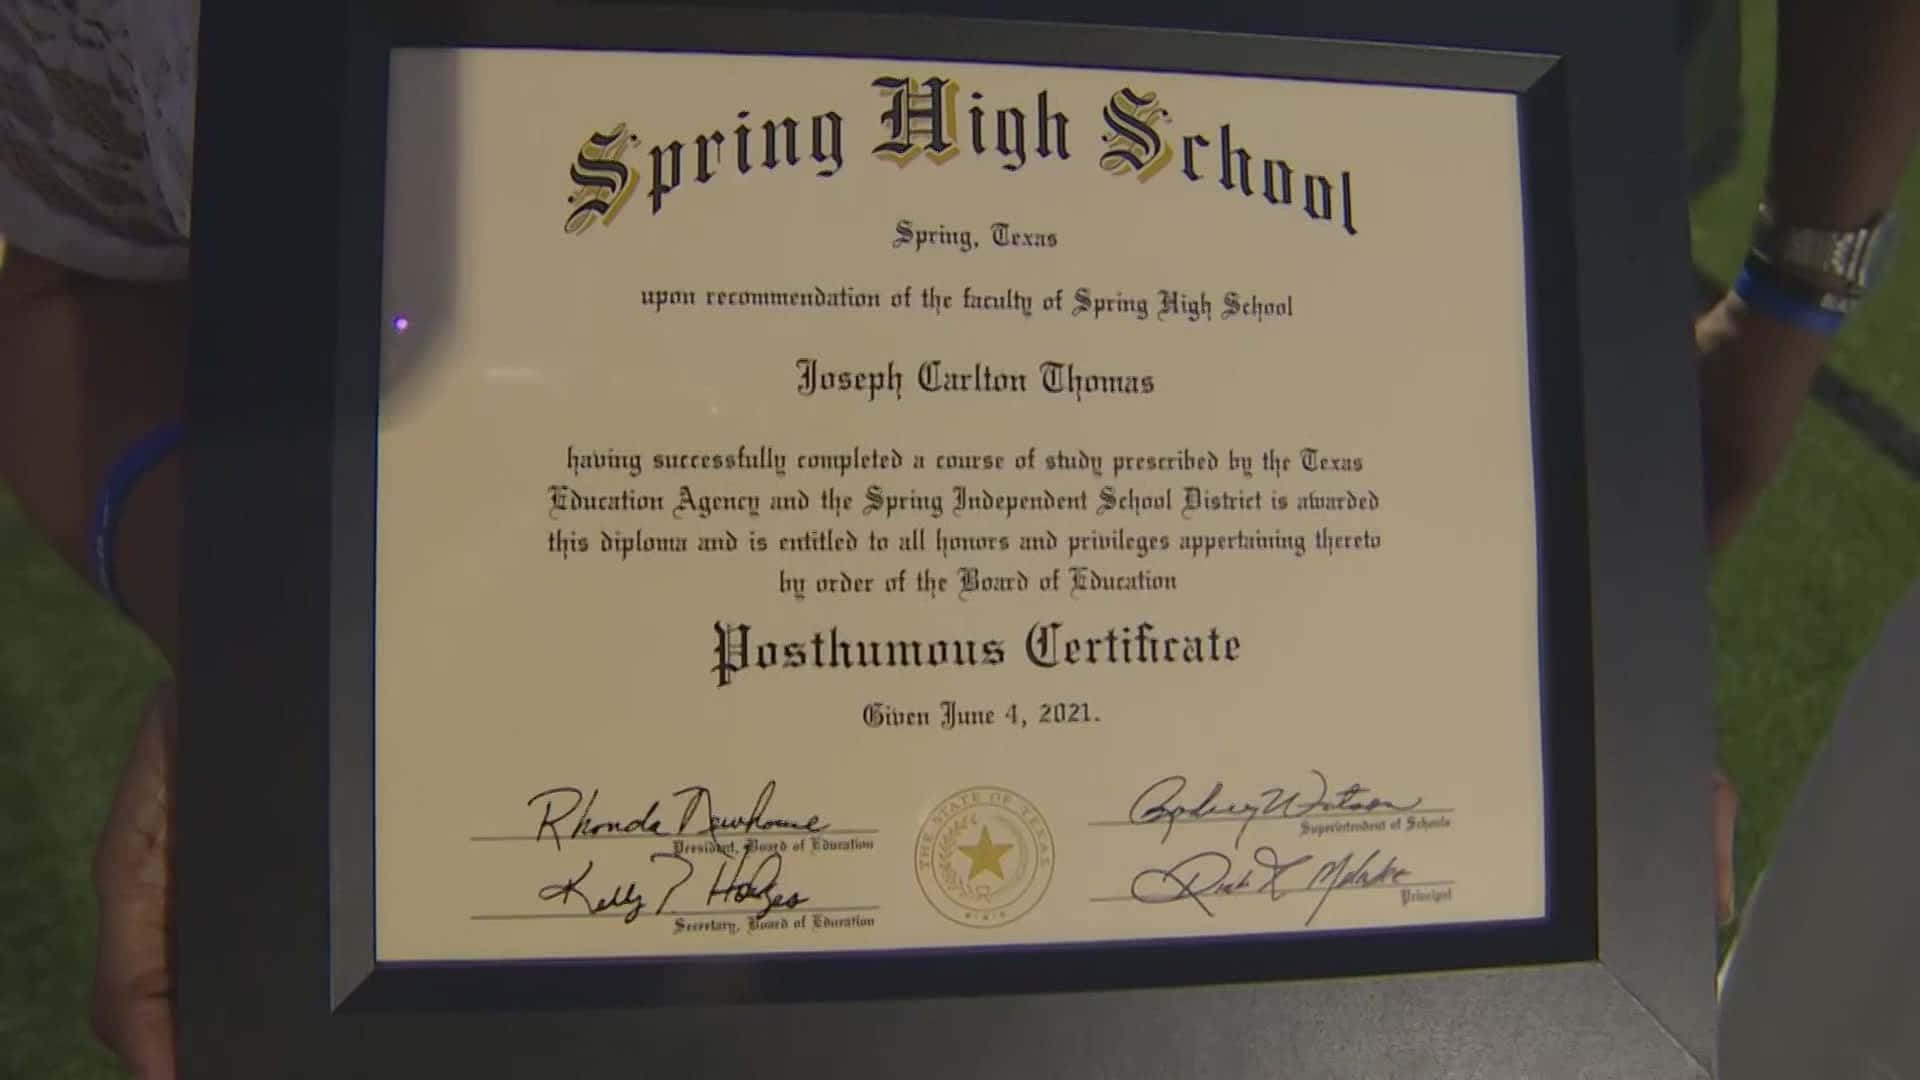 Spring High School
Spring, Texas
upon recommendation of the faculty of Spring High School
Joseph Carlton Thomas
having successfully completed a course of study prescribed by the Texas
Education Agency and the Spring Independent School District is awarded
this diploma and is entitled to all honors and privileges appertaining thereto
by order of the Board of Education
Posthumous Certificate
Given June 4, 2021.
Rhonda Newhouse
President, Board of Education
Kelly P. Hodges
Secretary, Board of Education
THE STATE OF TEXAS
Rodney Watson
Superintendent of Schools
Principal